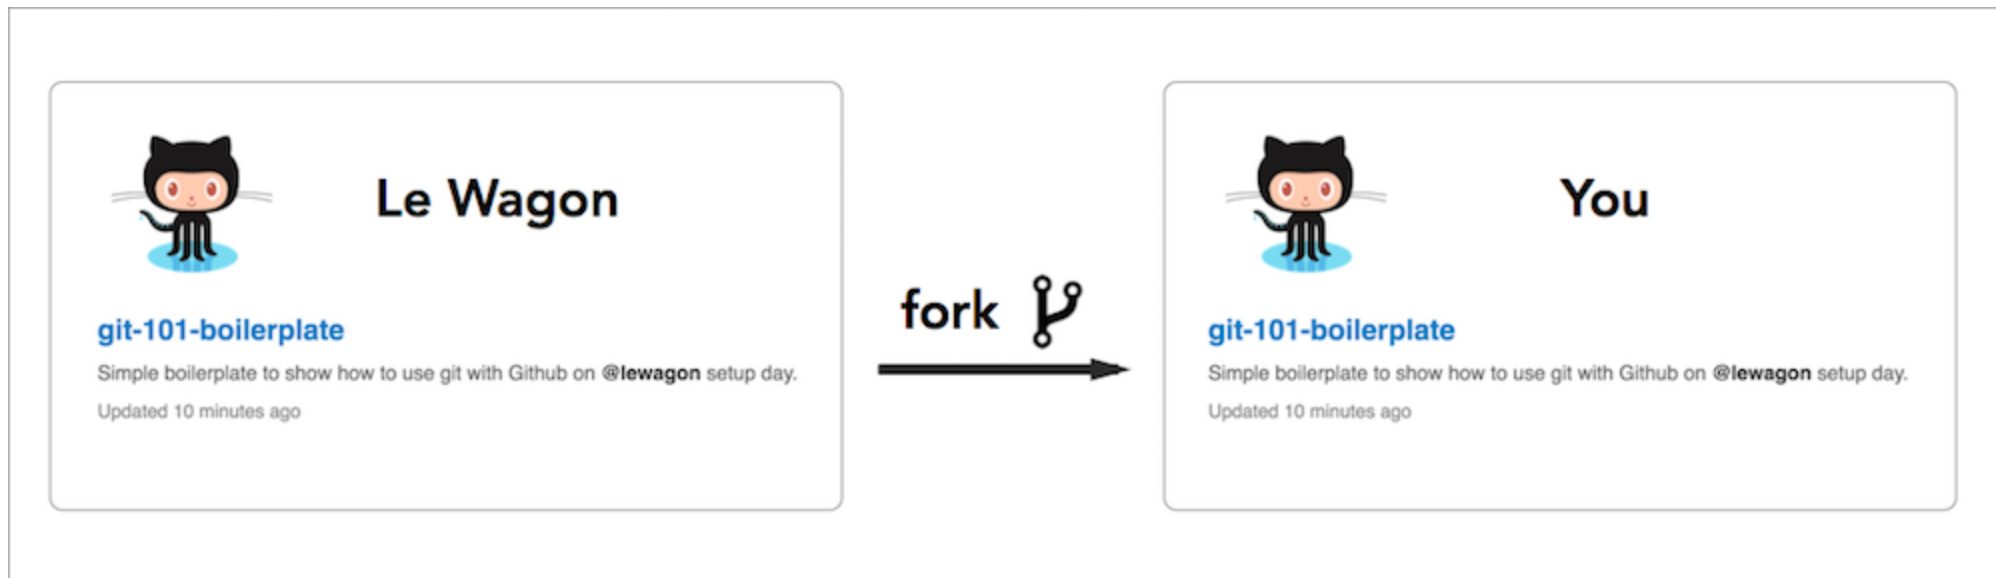 Le Wagon
git-101-boilerplate
Simple boilerplate to show how to use git with Github on @lewagon setup day.
Updated 10 minutes ago
fork
You
git-101-boilerplate
Simple boilerplate to show how to use git with Github on @lewagon setup day.
Updated 10 minutes ago